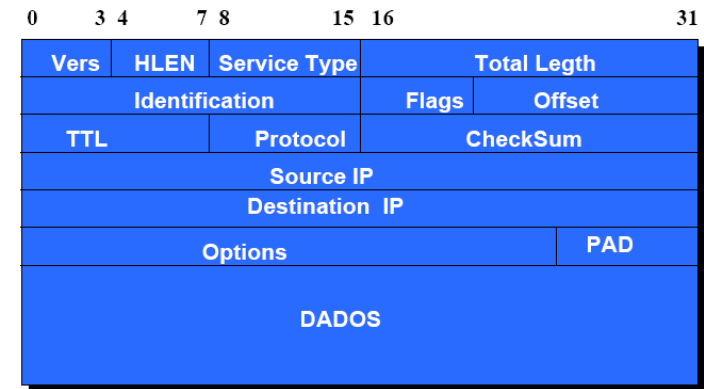 0 3 4 7 8 15 16 31
Vers HLEN Service Type Total Legth
Identification Flags Offset
TTL Protocol CheckSum
Source IP
Destination IP
Options PAD
DADOS